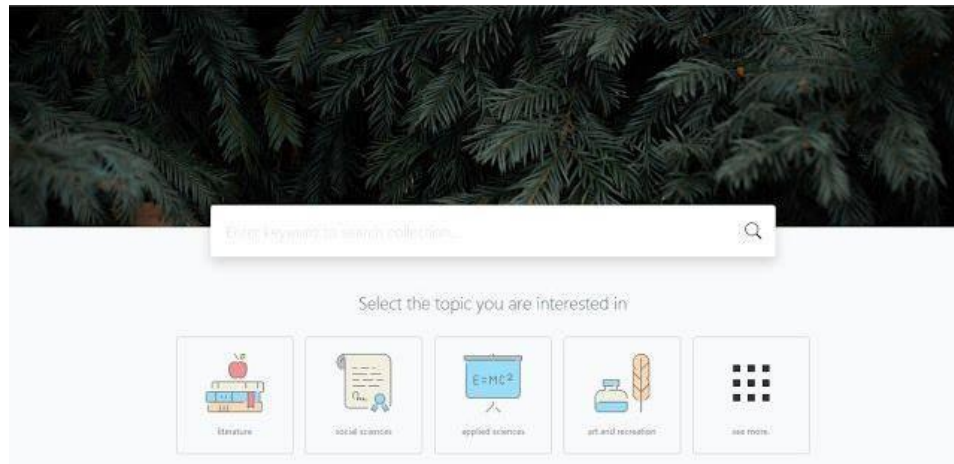 Enter keyword to search collection...
Select the topic you are interested in
E=MC²
literature
social sciences
applied sciences
art and recreation
see more..